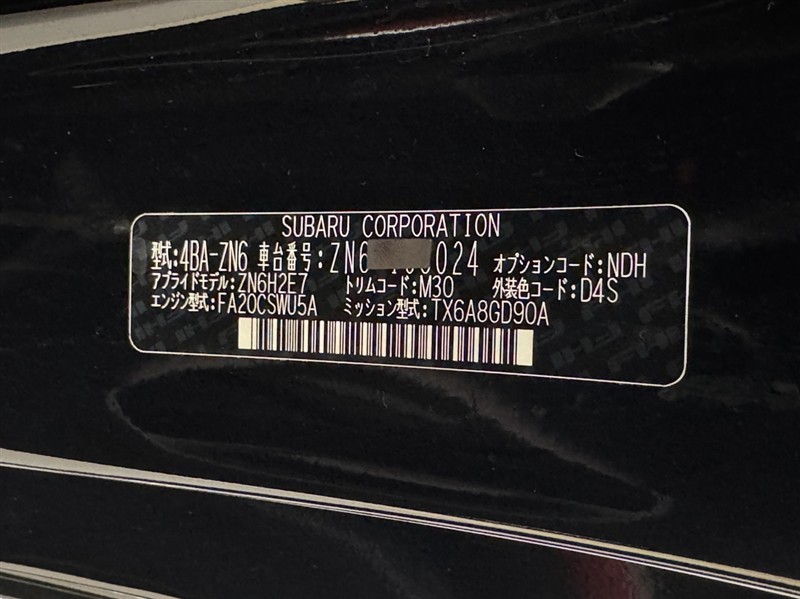 SUBARU CORPORATION
型式:4BA-ZN6 車台番号:ZN6 024 オプションコード:NDH
アプライドモデル:ZN6H2E7 トリムコード:M30 外装色コード:D4S
エンジン型式:FA20CSWU5A ミッション型式:TX6A8GD90A